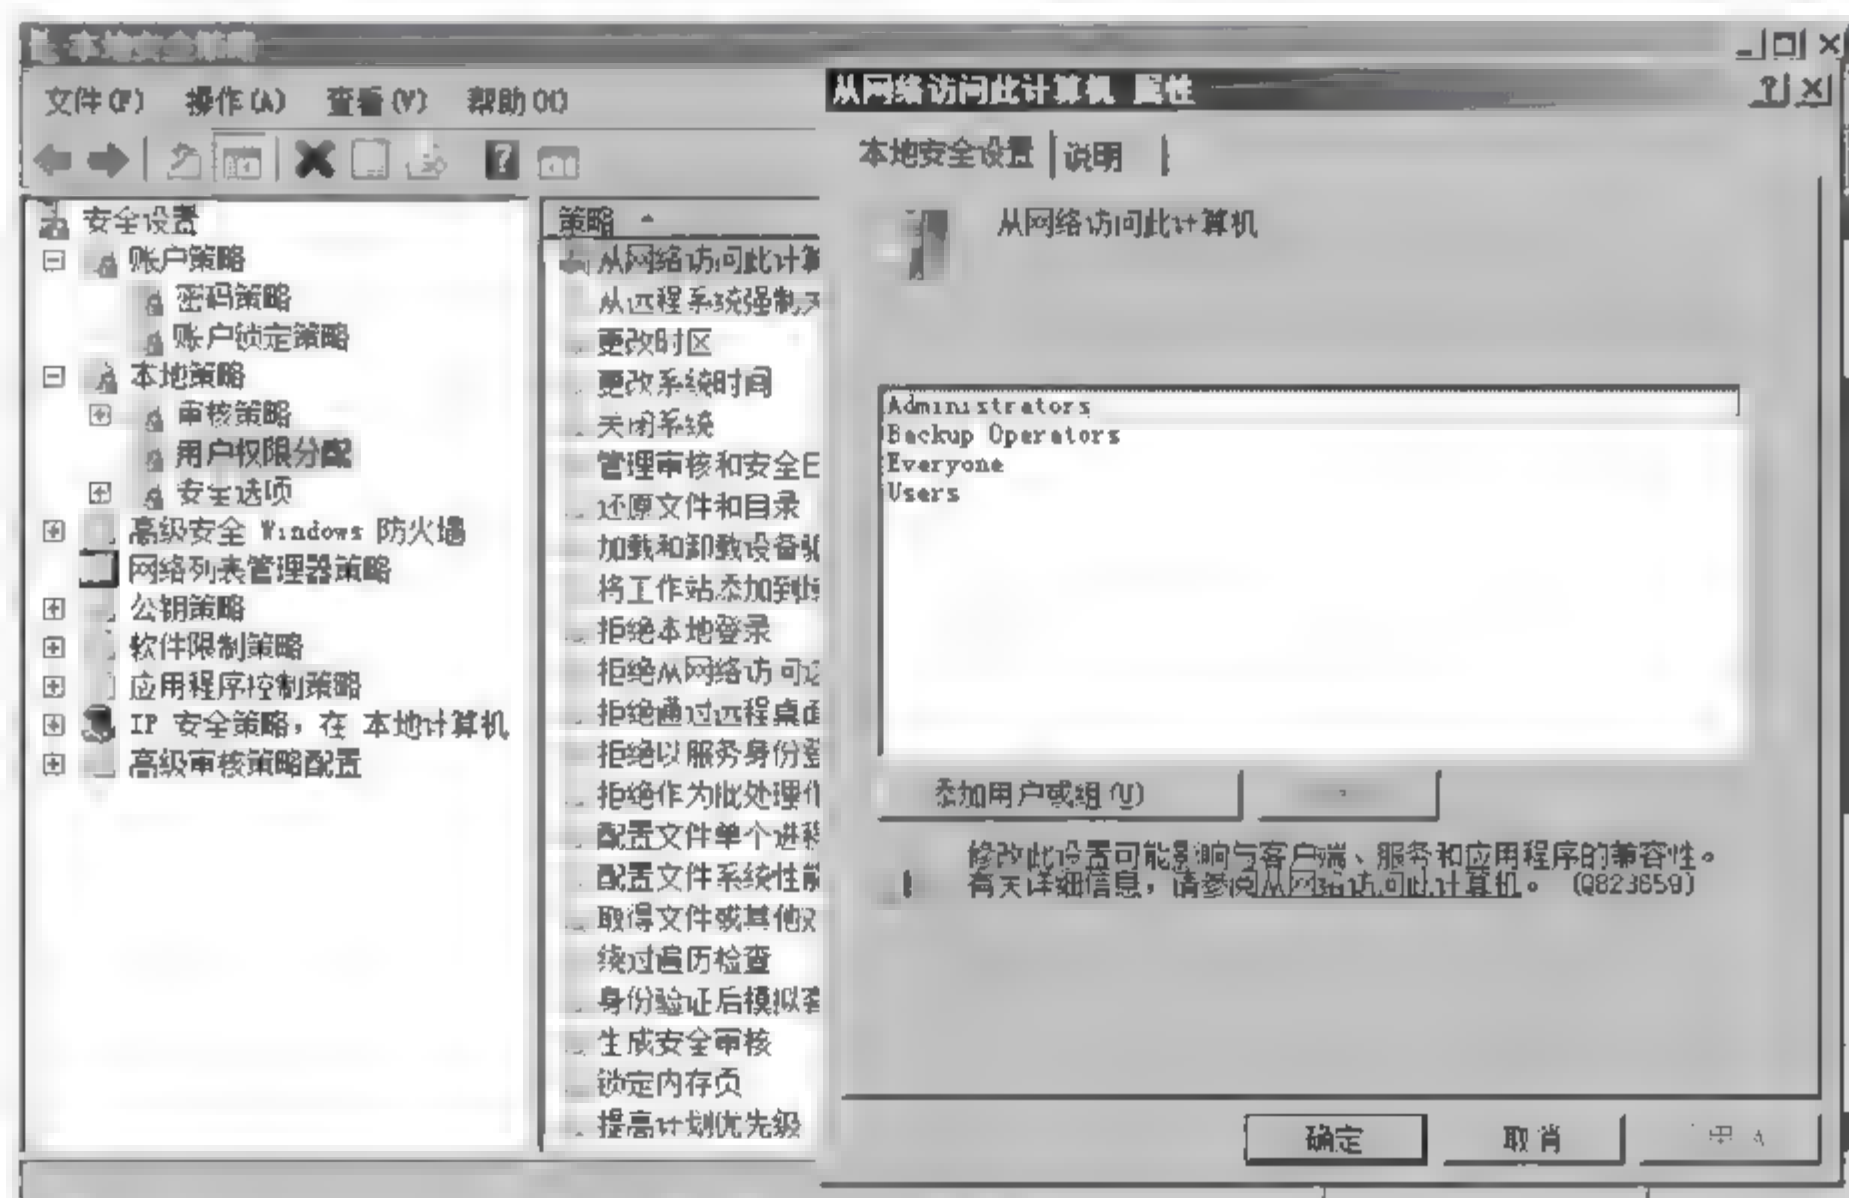 本地安全策略
文件(F) 操作(A) 查看(V) 帮助(H)
安全设置
账户策略
密码策略
账户锁定策略
本地策略
审核策略
用户权限分配
安全选项
高级安全 Windows 防火墙
网络列表管理器策略
公钥策略
软件限制策略
应用程序控制策略
IP 安全策略，在 本地计算机
高级审核策略配置
策略
从网络访问此计算
从远程系统强制关
更改时区
更改系统时间
关闭系统
管理审核和安全日
还原文件和目录
加载和卸载设备驱
将工作站添加到域
拒绝本地登录
拒绝从网络访问这
拒绝通过远程桌面
拒绝以服务身份登
拒绝作为批处理作
配置文件单个进程
配置文件系统性能
取得文件或其他对
绕过遍历检查
身份验证后模拟客
生成安全审核
锁定内存页
提高计划优先级
从网络访问此计算机 属性
本地安全设置 说明
从网络访问此计算机
Administrators
Backup Operators
Everyone
Users
添加用户或组(U)
修改此设置可能影响与客户端、服务和应用程序的兼容性。
有关详细信息，请参阅从网络访问此计算机。 (Q823659)
确定 取消